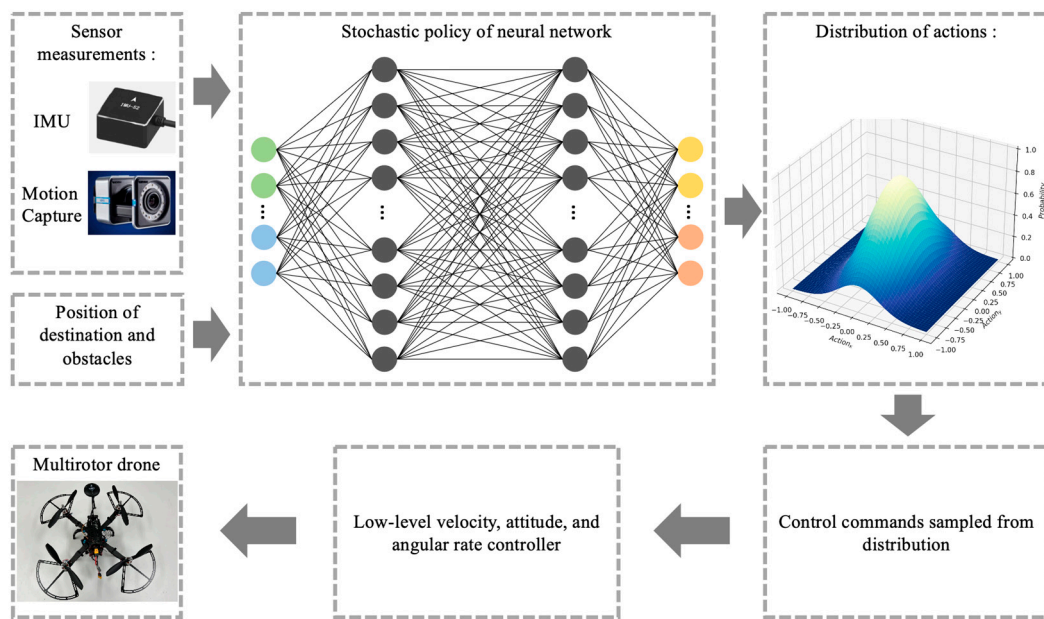 Sensor
measurements :
IMU
IMU-52
Motion
Capture
Position of
destination and
obstacles
Stochastic policy of neural network
...
...
...
...
Distribution of actions :
1.0
0.8
0.6
0.4
0.2
0.0
Probability
−1.00
−0.75
−0.50
−0.25
0.00
0.25
0.50
0.75
1.00
Actionₓ
−1.00
−0.75
−0.50
−0.25
0.00
0.25
0.50
0.75
1.00
Actionᵧ
Control commands sampled from
distribution
Low-level velocity, attitude, and
angular rate controller
Multirotor drone